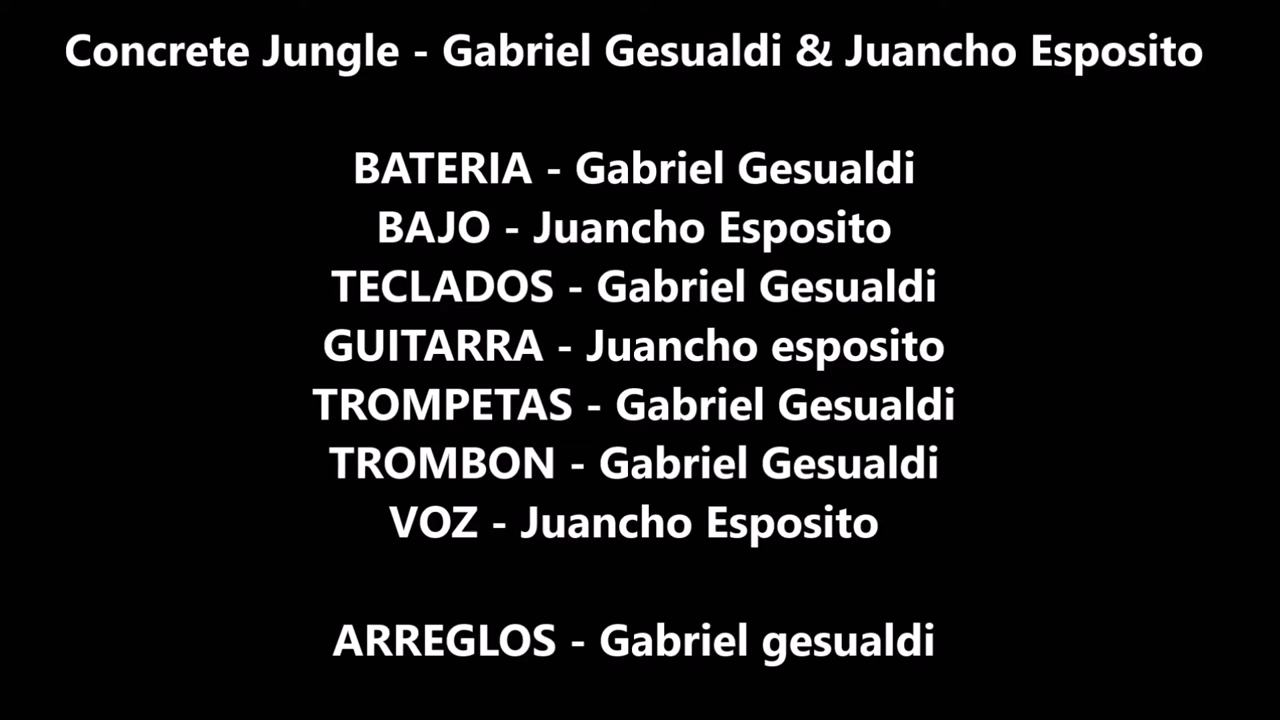 Concrete Jungle - Gabriel Gesualdi & Juancho Esposito
BATERIA - Gabriel Gesualdi
BAJO - Juancho Esposito
TECLADOS - Gabriel Gesualdi
GUITARRA - Juancho esposito
TROMPETAS - Gabriel Gesualdi
TROMBON - Gabriel Gesualdi
VOZ - Juancho Esposito
ARREGLOS - Gabriel gesualdi